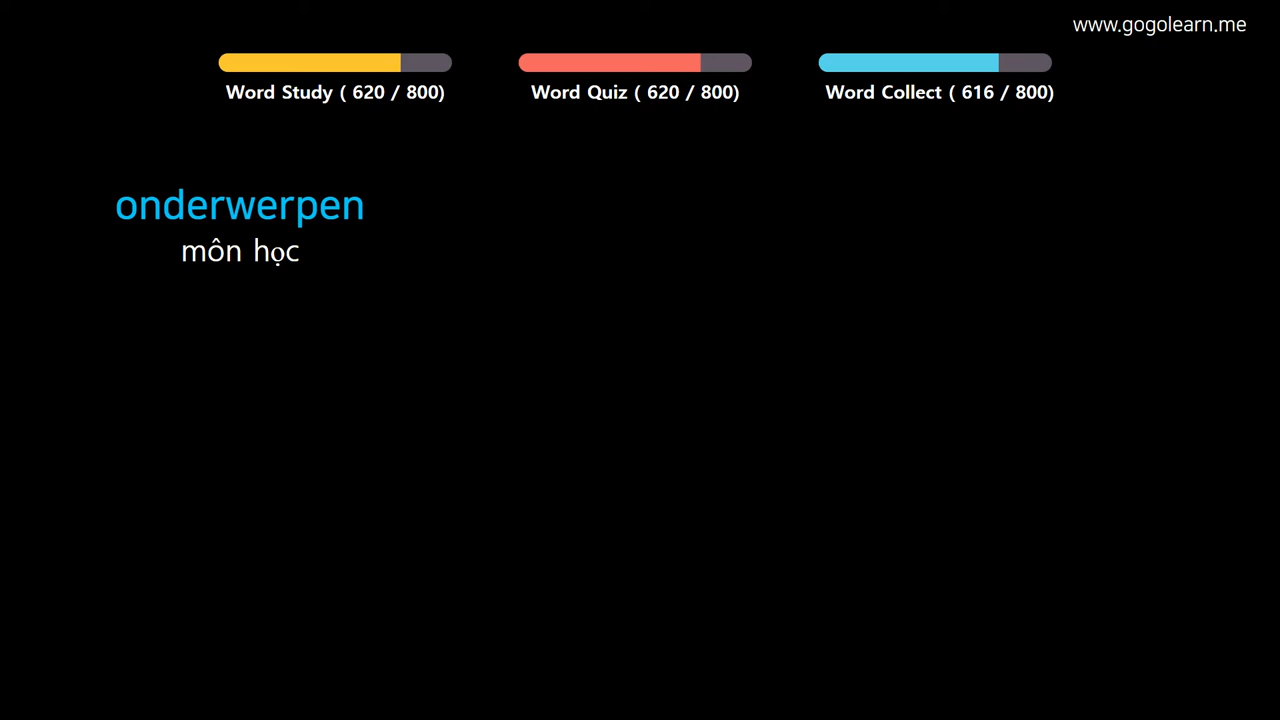 www.gogolearn.me
Word Study ( 620 / 800)
Word Quiz ( 620 / 800)
Word Collect ( 616 / 800)
onderwerpen
môn học